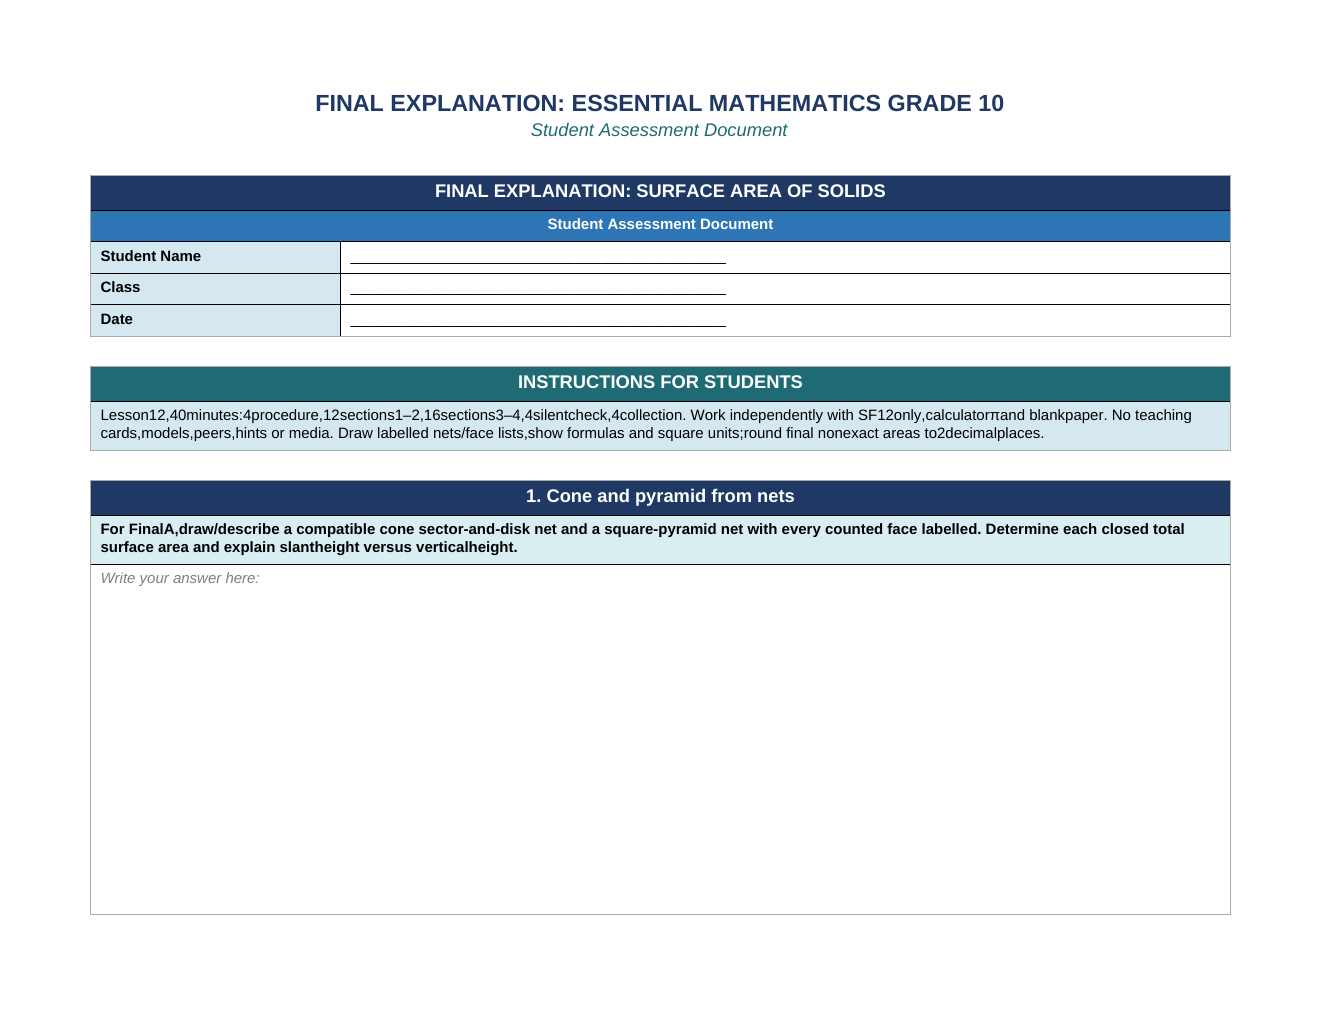 FINAL EXPLANATION: ESSENTIAL MATHEMATICS GRADE 10
Student Assessment Document
FINAL EXPLANATION: SURFACE AREA OF SOLIDS
Student Assessment Document
Student Name
Class
Date
INSTRUCTIONS FOR STUDENTS
Lesson12,40minutes:4procedure,12sections1–2,16sections3–4,4silentcheck,4collection. Work independently with SF12only,calculatorπand blankpaper. No teaching
cards,models,peers,hints or media. Draw labelled nets/face lists,show formulas and square units;round final nonexact areas to2decimalplaces.
1. Cone and pyramid from nets
For FinalA,draw/describe a compatible cone sector-and-disk net and a square-pyramid net with every counted face labelled. Determine each closed total
surface area and explain slantheight versus verticalheight.
Write your answer here: